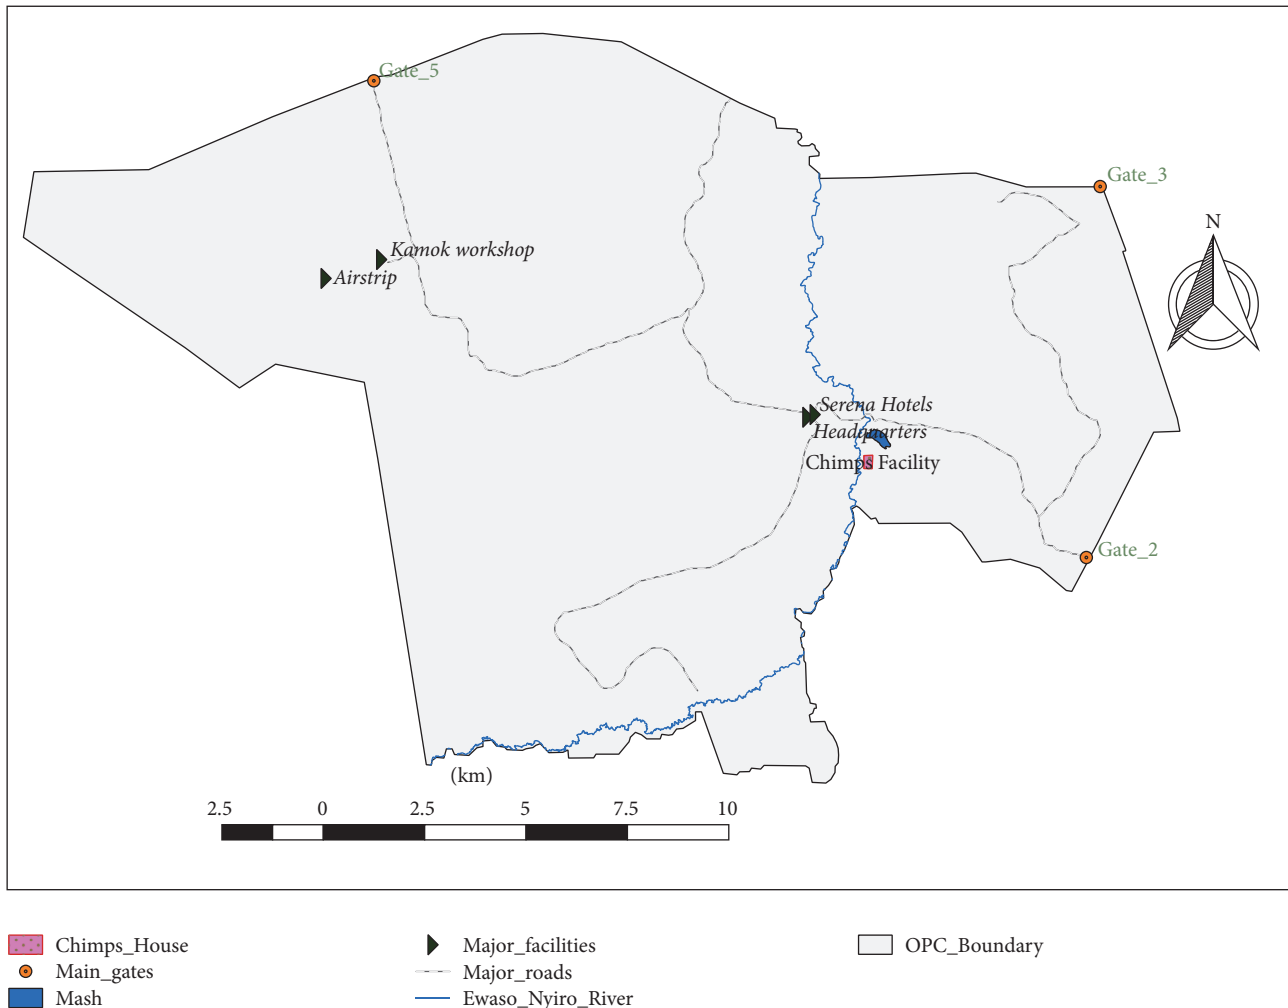 Gate_5
Gate_3
N
Kamok workshop
Airstrip
Serena Hotels
Headquarters
Chimps Facility
Gate_2
(km)
2.5 0 2.5 5 7.5 10
Chimps_House
Main_gates
Mash
Major_facilities
Major_roads
Ewaso_Nyiro_River
OPC_Boundary